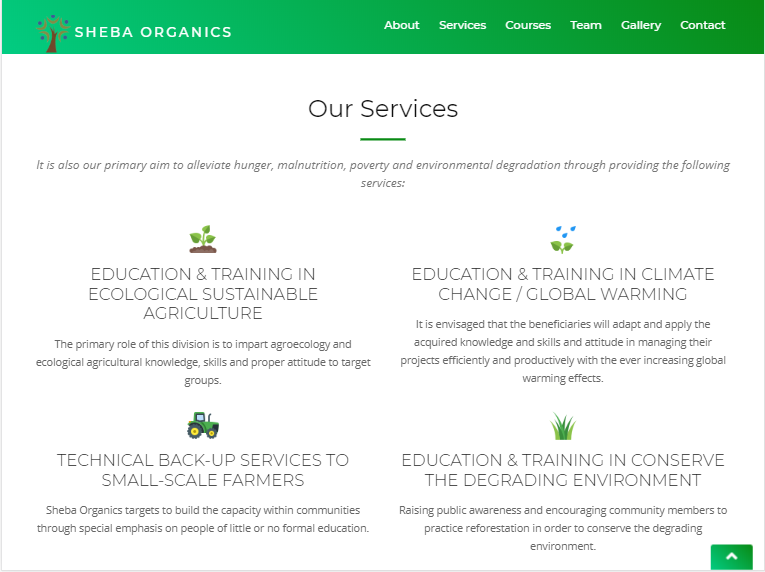 SHEBA ORGANICS
About Services Courses Team Gallery Contact
Our Services
It is also our primary aim to alleviate hunger, malnutrition, poverty and environmental degradation through providing the following
services:
EDUCATION & TRAINING IN
ECOLOGICAL SUSTAINABLE
AGRICULTURE
The primary role of this division is to impart agroecology and
ecological agricultural knowledge, skills and proper attitude to target
groups.
EDUCATION & TRAINING IN CLIMATE
CHANGE / GLOBAL WARMING
It is envisaged that the beneficiaries will adapt and apply the
acquired knowledge and skills and attitude in managing their
projects efficiently and productively with the ever increasing global
warming effects.
TECHNICAL BACK-UP SERVICES TO
SMALL-SCALE FARMERS
Sheba Organics targets to build the capacity within communities
through special emphasis on people of little or no formal education.
EDUCATION & TRAINING IN CONSERVE
THE DEGRADING ENVIRONMENT
Raising public awareness and encouraging community members to
practice reforestation in order to conserve the degrading
environment.